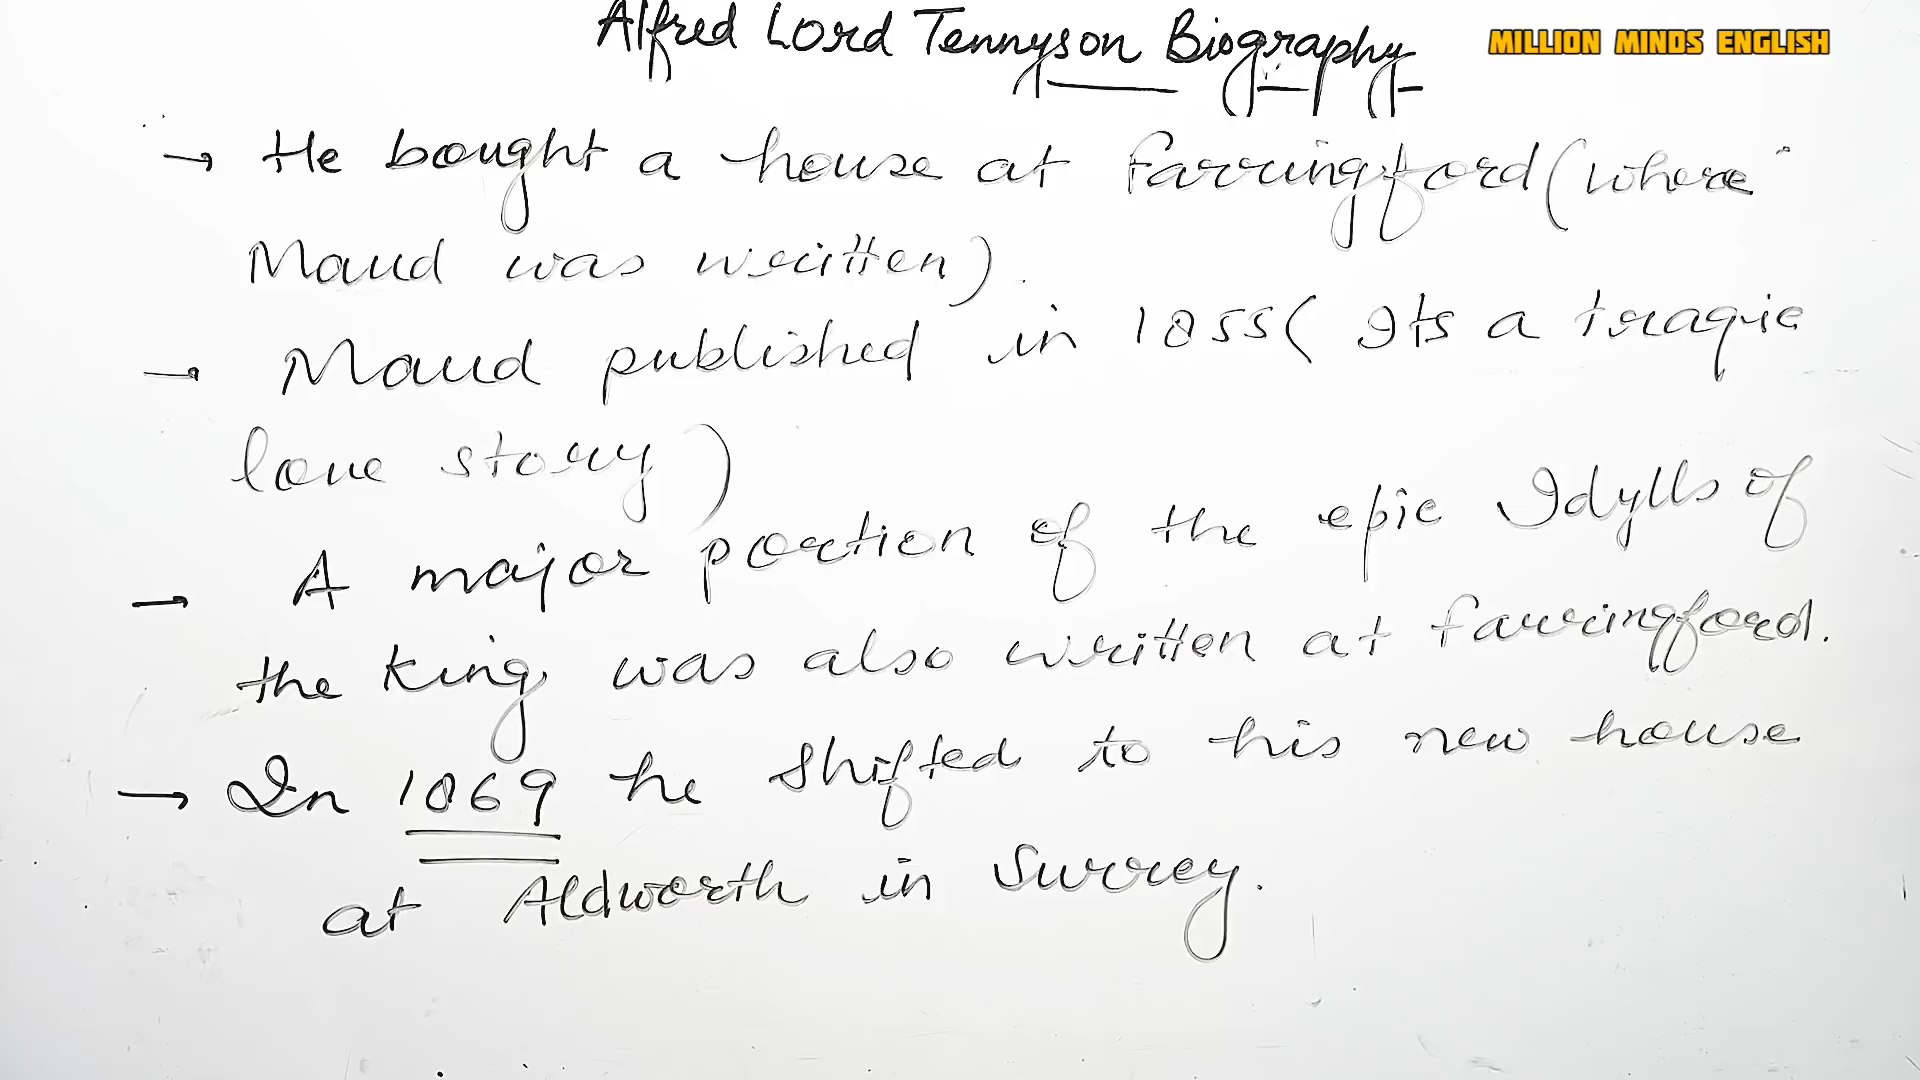 Alfred Lord Tennyson Biography
MILLION MINDS ENGLISH
→ He bought a house at Farringford (where
Maud was written)
→ Maud published in 1855 ( Its a tragic
love story)
→ A major portion of the epic Idylls of
the King was also written at Farringford.
→ In 1869 he shifted to his new house
at Aldworth in Surrey.